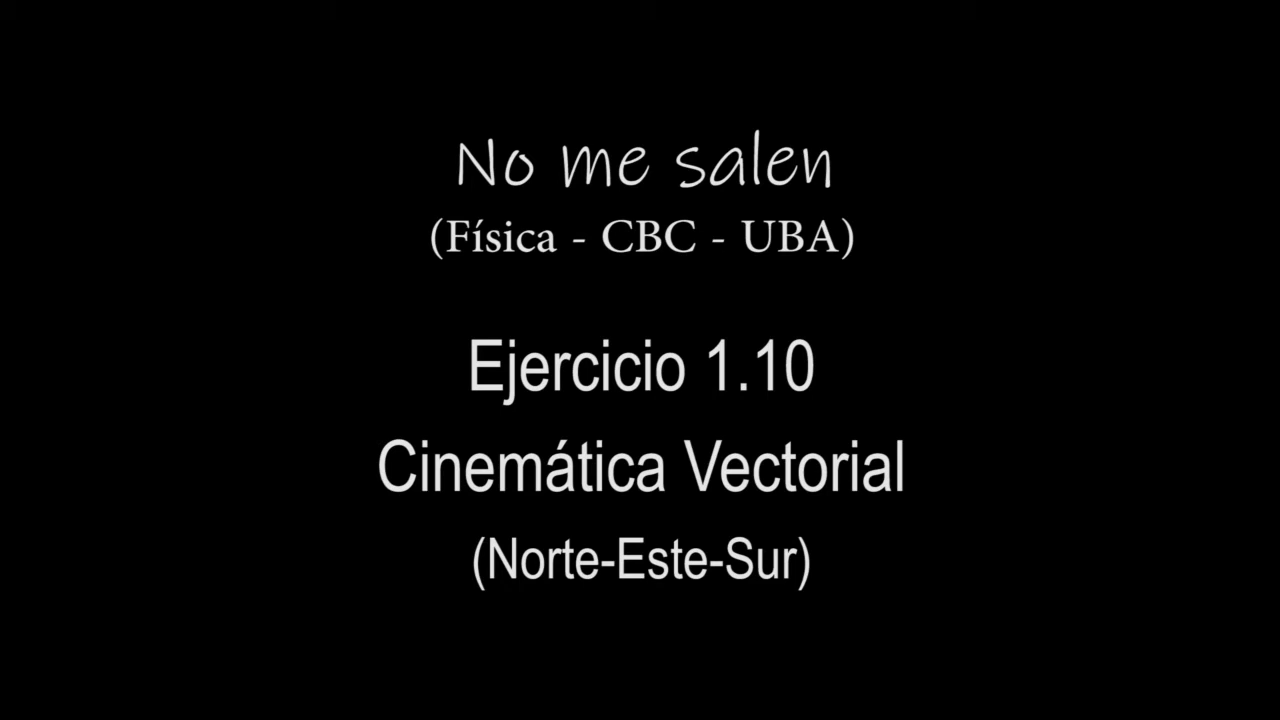 No me salen
(Física - CBC - UBA)
Ejercicio 1.10
Cinemática Vectorial
(Norte-Este-Sur)